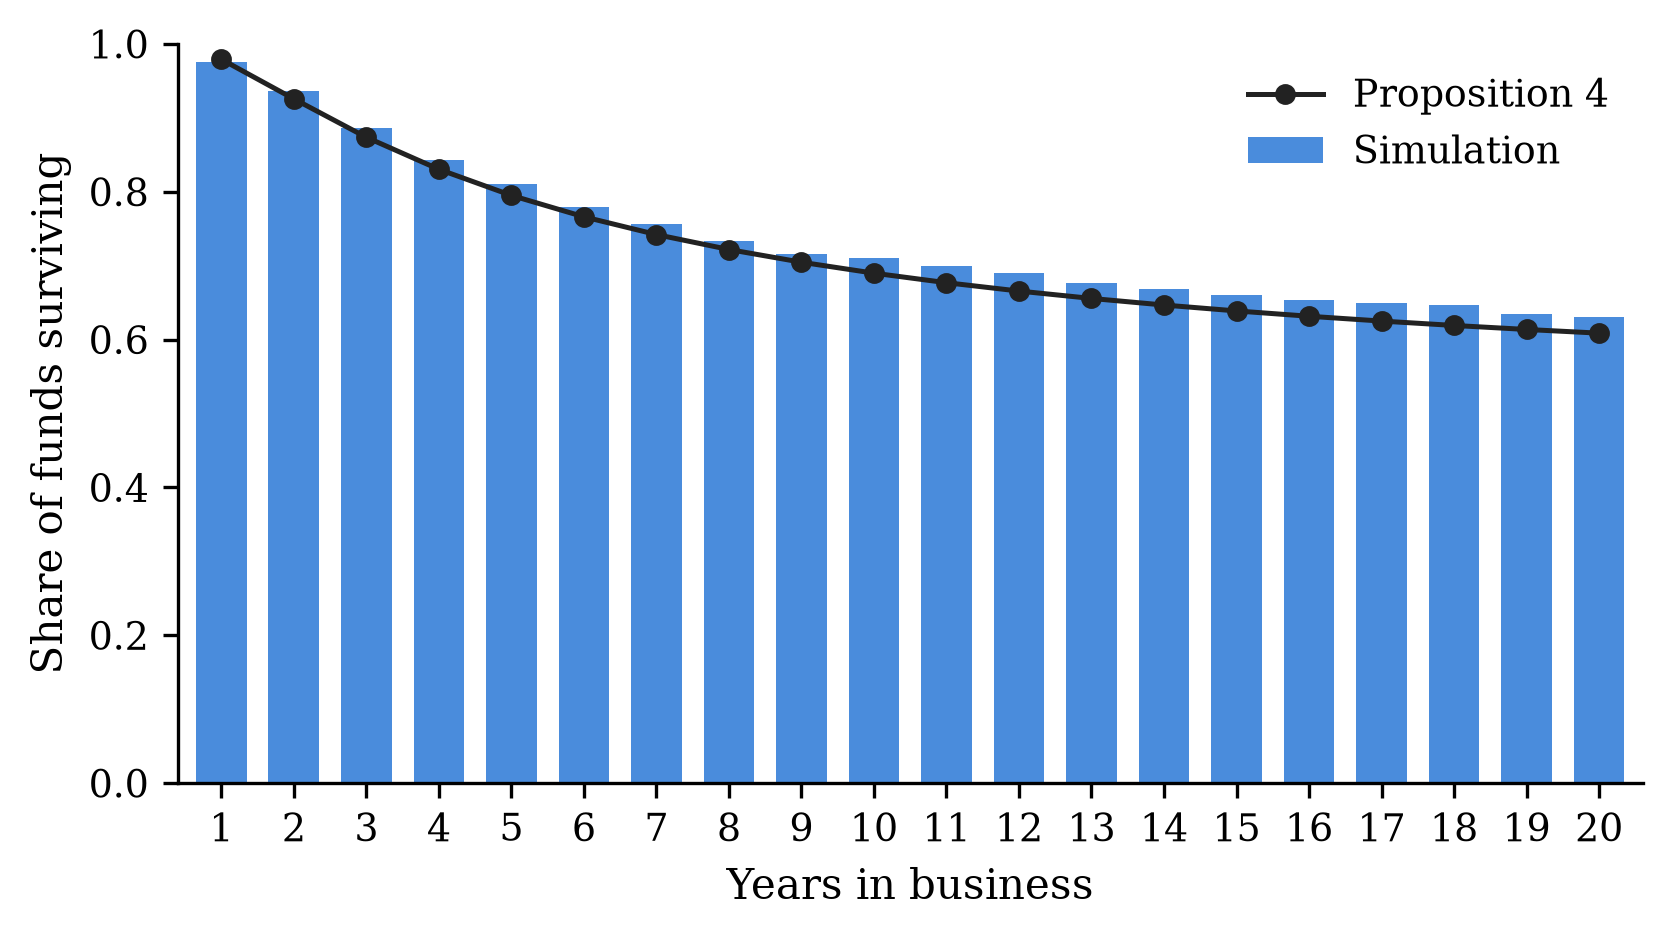 1.0
0.8
0.6
0.4
0.2
0.0
Share of funds surviving
Proposition 4
Simulation
1 2 3 4 5 6 7 8 9 10 11 12 13 14 15 16 17 18 19 20
Years in business